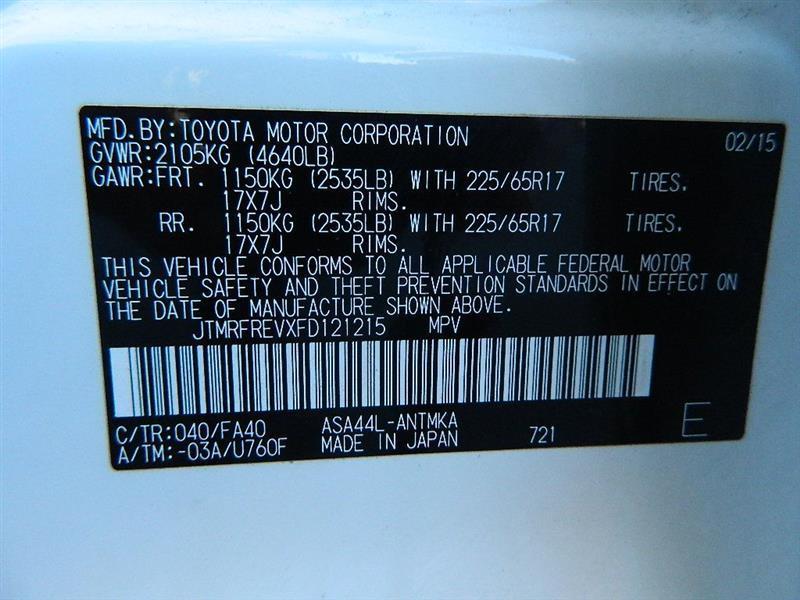 MFD.BY:TOYOTA MOTOR CORPORATION 02/15
GVWR:2105KG (4640LB)
GAWR:FRT. 1150KG (2535LB) WITH 225/65R17 TIRES.
17X7J RIMS.
RR. 1150KG (2535LB) WITH 225/65R17 TIRES.
17X7J RIMS.
THIS VEHICLE CONFORMS TO ALL APPLICABLE FEDERAL MOTOR
VEHICLE SAFETY AND THEFT PREVENTION STANDARDS IN EFFECT ON
THE DATE OF MANUFACTURE SHOWN ABOVE.
JTMRFREVXFD121215 MPV
C/TR:040/FA40 ASA44L-ANTMKA
A/TM:-03A/U760F MADE IN JAPAN 721 E